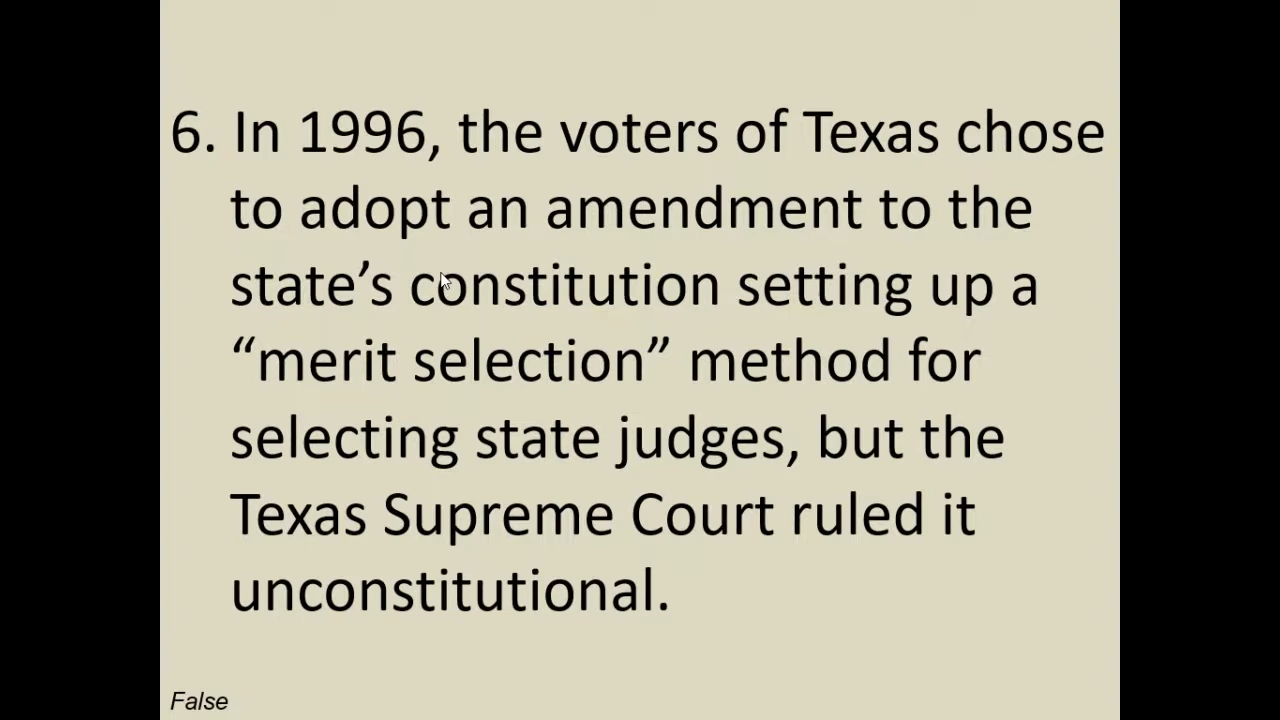 6. In 1996, the voters of Texas chose
to adopt an amendment to the
state’s constitution setting up a
“merit selection” method for
selecting state judges, but the
Texas Supreme Court ruled it
unconstitutional.
False